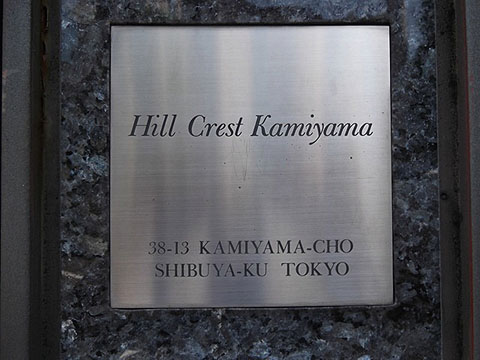 Hill Crest Kamiyama
38-13 KAMIYAMA-CHO
SHIBUYA-KU TOKYO